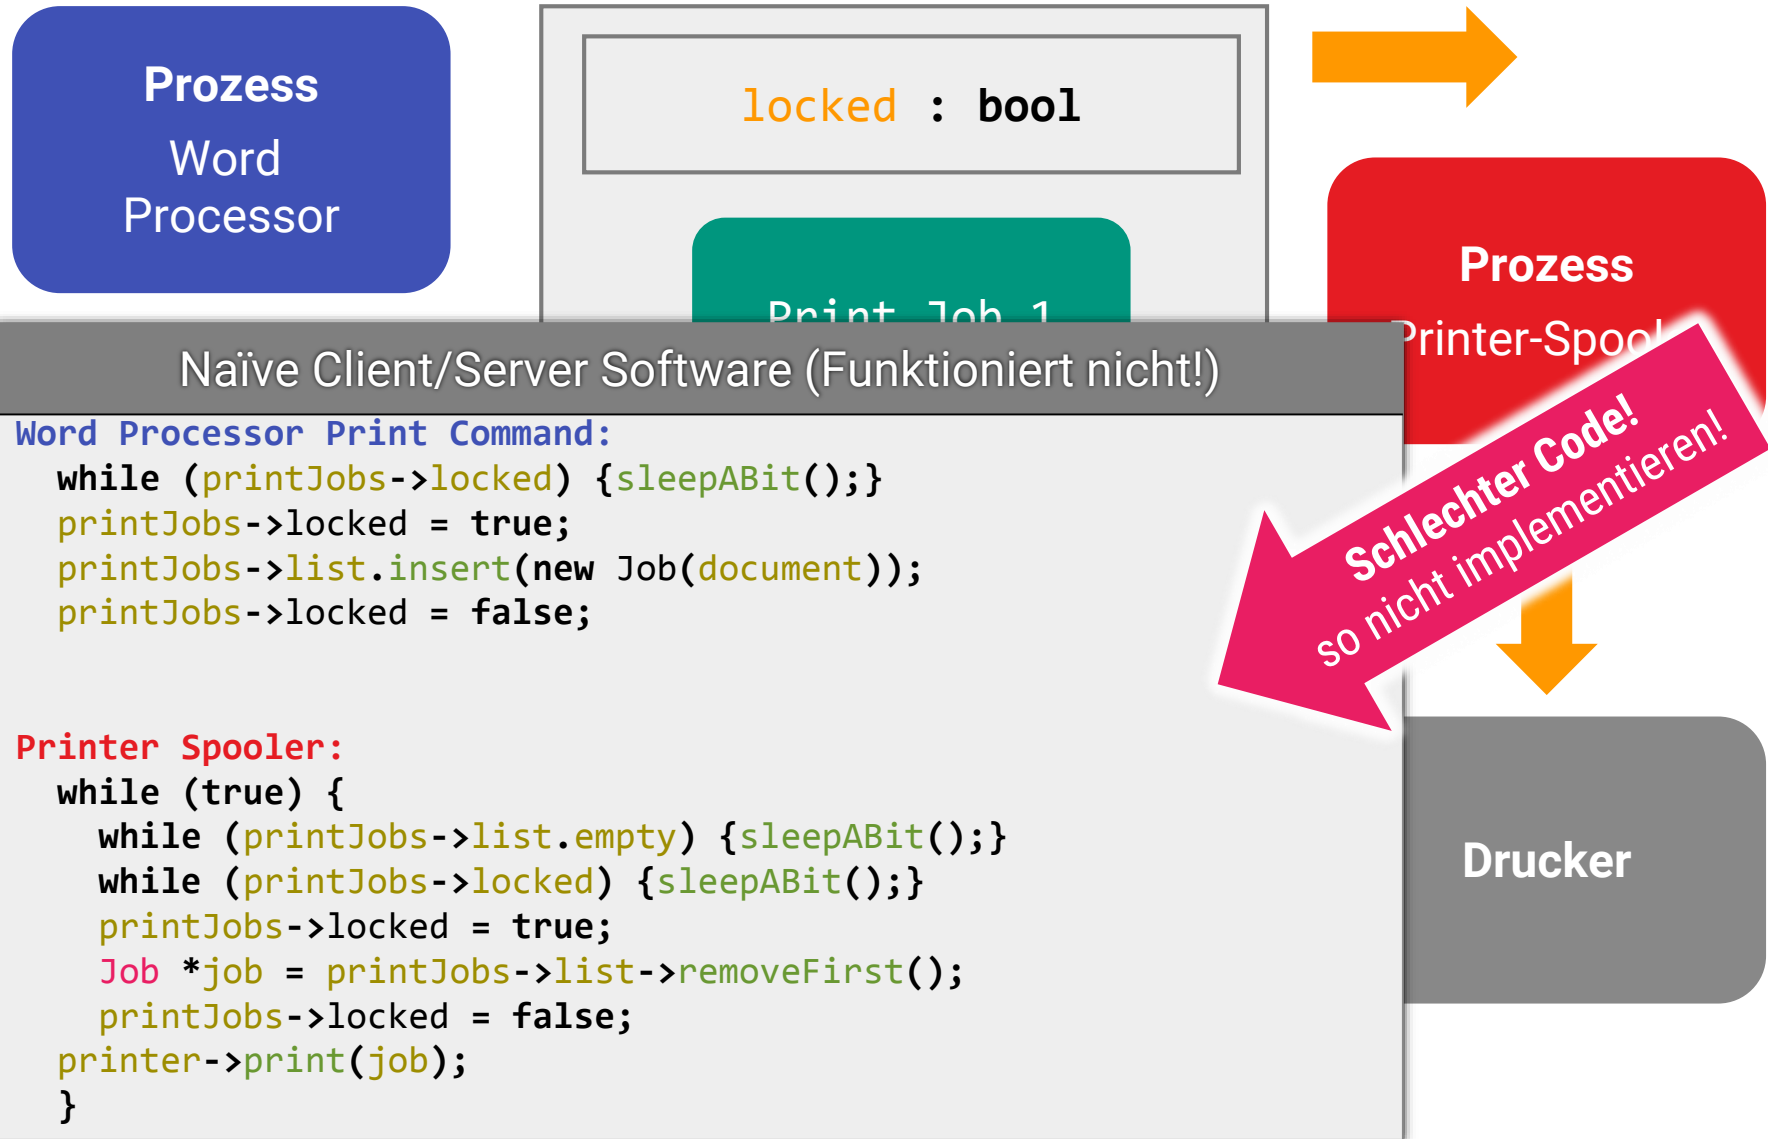 Prozess
Word
Processor
locked : bool
Print Job 1
Prozess
Printer-Spool
Naïve Client/Server Software (Funktioniert nicht!)
Word Processor Print Command:
while (printJobs->locked) {sleepABit();}
printJobs->locked = true;
printJobs->list.insert(new Job(document));
printJobs->locked = false;
Schlechter Code!
so nicht implementieren!
Printer Spooler:
while (true) {
while (printJobs->list.empty) {sleepABit();}
while (printJobs->locked) {sleepABit();}
printJobs->locked = true;
Job *job = printJobs->list->removeFirst();
printJobs->locked = false;
printer->print(job);
}
Drucker